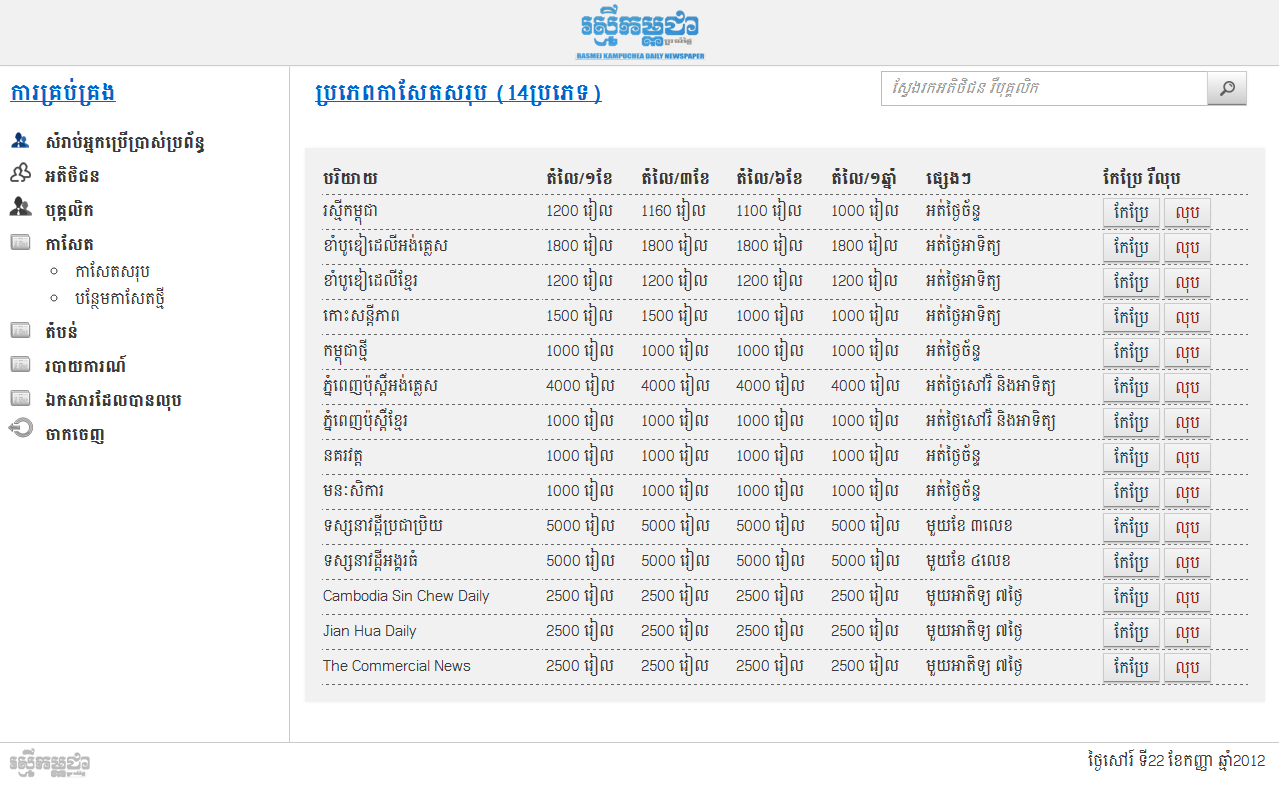 រស្មីកម្ពុជា
ប្រចាំថ្ងៃ
RASMEI KAMPUCHEA DAILY NEWSPAPER
ការគ្រប់គ្រង
សំរាប់អ្នកប្រើប្រាស់ប្រព័ន្ធ
អតិថិជន
បុគ្គលិក
កាសែត
កាសែតសរុប
បន្ថែមកាសែតថ្មី
តំបន់
របាយការណ៍
ឯកសារដែលបានលុប
ចាកចេញ
ប្រភេពកាសែតសរុប (14ប្រភេទ)
ស្វែងរកអតិថិជន រឺបុគ្គលិក
បរិយាយ តំលៃ/១ខែ តំលៃ/៣ខែ តំលៃ/៦ខែ តំលៃ/១ឆ្នាំ ផ្សេងៗ កែប្រែ រឺលុប
រស្មីកម្ពុជា 1200 រៀល 1160 រៀល 1100 រៀល 1000 រៀល អត់ថ្ងៃច័ន្ទ កែប្រែ លុប
ខាំបូឌៀដេលីអង់គ្លេស 1800 រៀល 1800 រៀល 1800 រៀល 1800 រៀល អត់ថ្ងៃអាទិត្យ កែប្រែ លុប
ខាំបូឌៀដេលីខ្មែរ 1200 រៀល 1200 រៀល 1200 រៀល 1200 រៀល អត់ថ្ងៃអាទិត្យ កែប្រែ លុប
កោះសន្តីភាព 1500 រៀល 1500 រៀល 1000 រៀល 1000 រៀល អត់ថ្ងៃអាទិត្យ កែប្រែ លុប
កម្ពុជាថ្មី 1000 រៀល 1000 រៀល 1000 រៀល 1000 រៀល អត់ថ្ងៃច័ន្ទ កែប្រែ លុប
ភ្នំពេញប៉ុស្តិ៍អង់គ្លេស 4000 រៀល 4000 រៀល 4000 រៀល 4000 រៀល អត់ថ្ងៃសៅរិ៍ និងអាទិត្យ កែប្រែ លុប
ភ្នំពេញប៉ុស្តិ៍ខ្មែរ 1000 រៀល 1000 រៀល 1000 រៀល 1000 រៀល អត់ថ្ងៃសៅរិ៍ និងអាទិត្យ កែប្រែ លុប
នគរវត្ត 1000 រៀល 1000 រៀល 1000 រៀល 1000 រៀល អត់ថ្ងៃច័ន្ទ កែប្រែ លុប
មនៈសិការ 1000 រៀល 1000 រៀល 1000 រៀល 1000 រៀល អត់ថ្ងៃច័ន្ទ កែប្រែ លុប
ទស្សនាវដ្តីប្រជាប្រិយ 5000 រៀល 5000 រៀល 5000 រៀល 5000 រៀល មួយខែ ៣លេខ កែប្រែ លុប
ទស្សនាវដ្តីអង្គរធំ 5000 រៀល 5000 រៀល 5000 រៀល 5000 រៀល មួយខែ ៤លេខ កែប្រែ លុប
Cambodia Sin Chew Daily 2500 រៀល 2500 រៀល 2500 រៀល 2500 រៀល មួយអាតិទ្យ ៧ថ្ងៃ កែប្រែ លុប
Jian Hua Daily 2500 រៀល 2500 រៀល 2500 រៀល 2500 រៀល មួយអាតិទ្យ ៧ថ្ងៃ កែប្រែ លុប
The Commercial News 2500 រៀល 2500 រៀល 2500 រៀល 2500 រៀល មួយអាតិទ្យ ៧ថ្ងៃ កែប្រែ លុប
រស្មីកម្ពុជា
ថ្ងៃសៅរ៍ ទី22 ខែកញ្ញា ឆ្នាំ2012